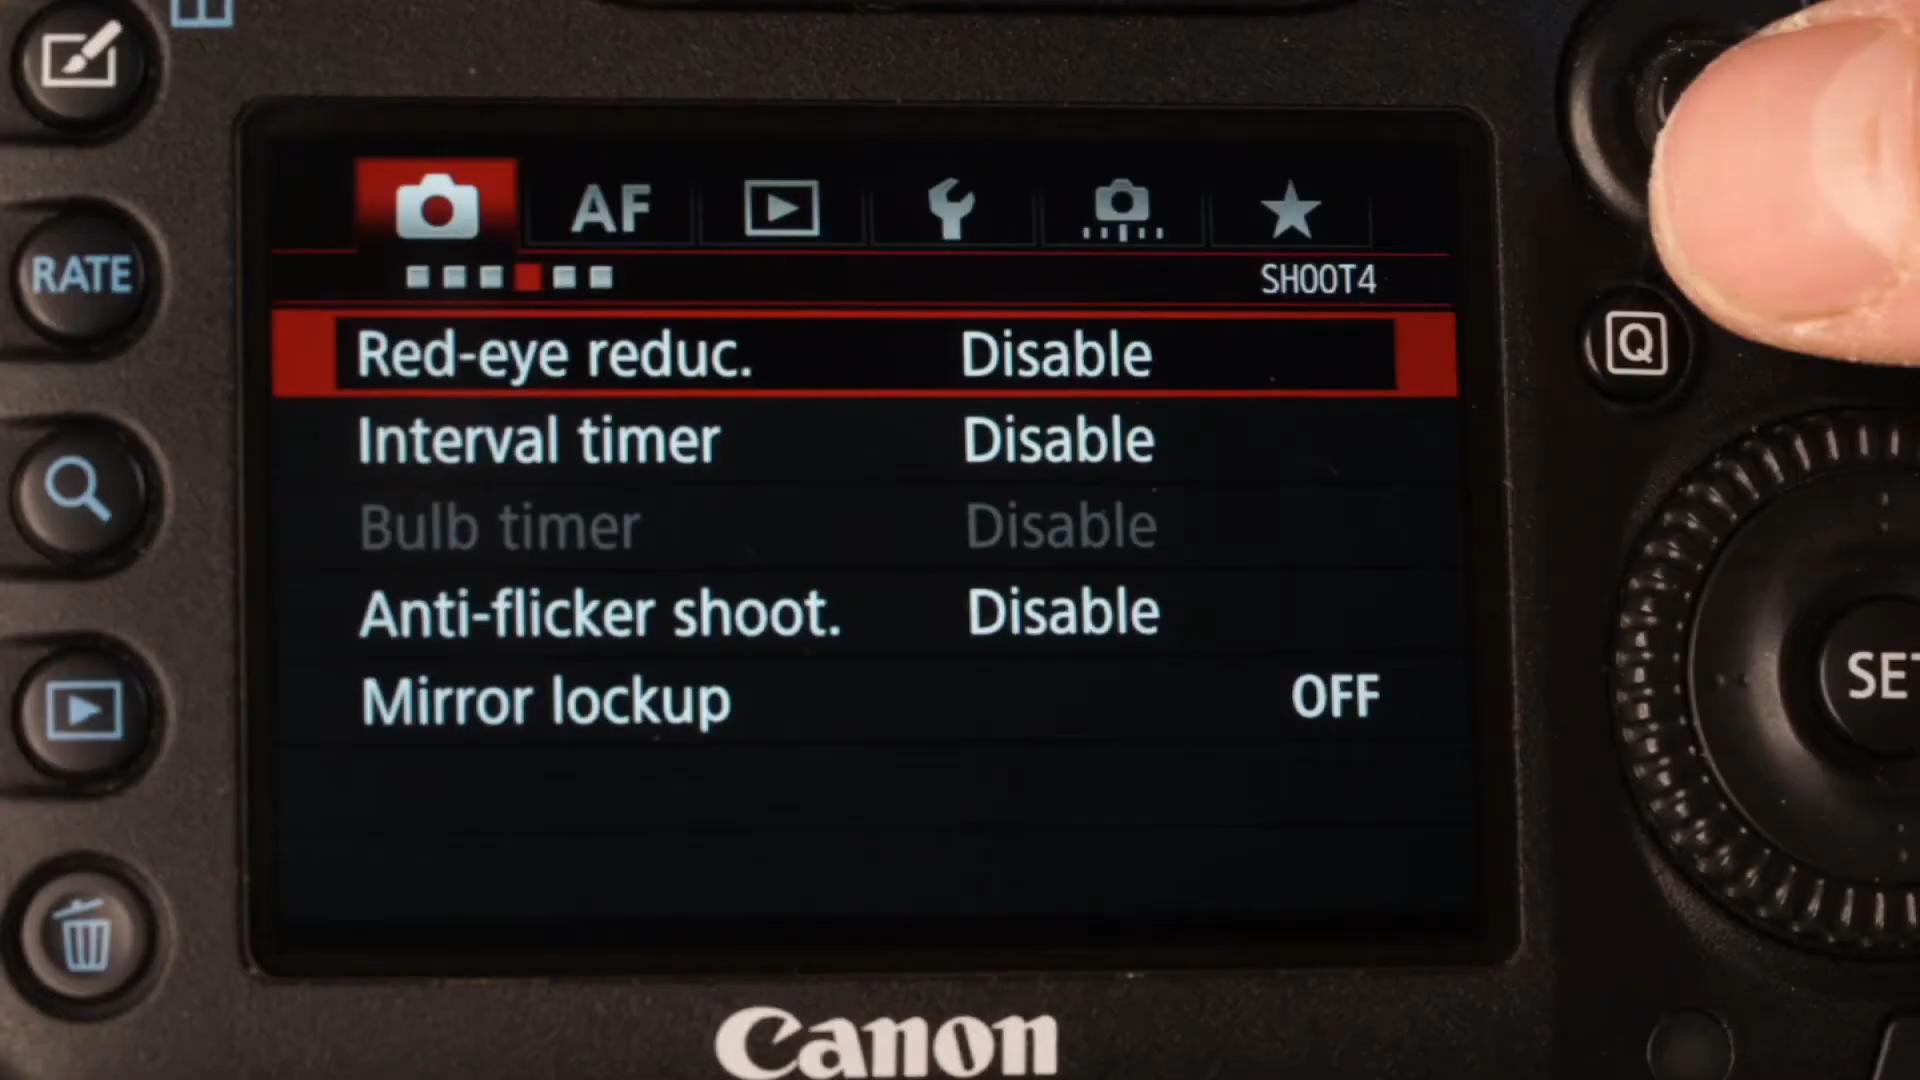 AF
SHOOT4
RATE
Red-eye reduc. Disable
Q
Interval timer Disable
Bulb timer Disable
Anti-flicker shoot. Disable
Mirror lockup OFF
SET
Canon